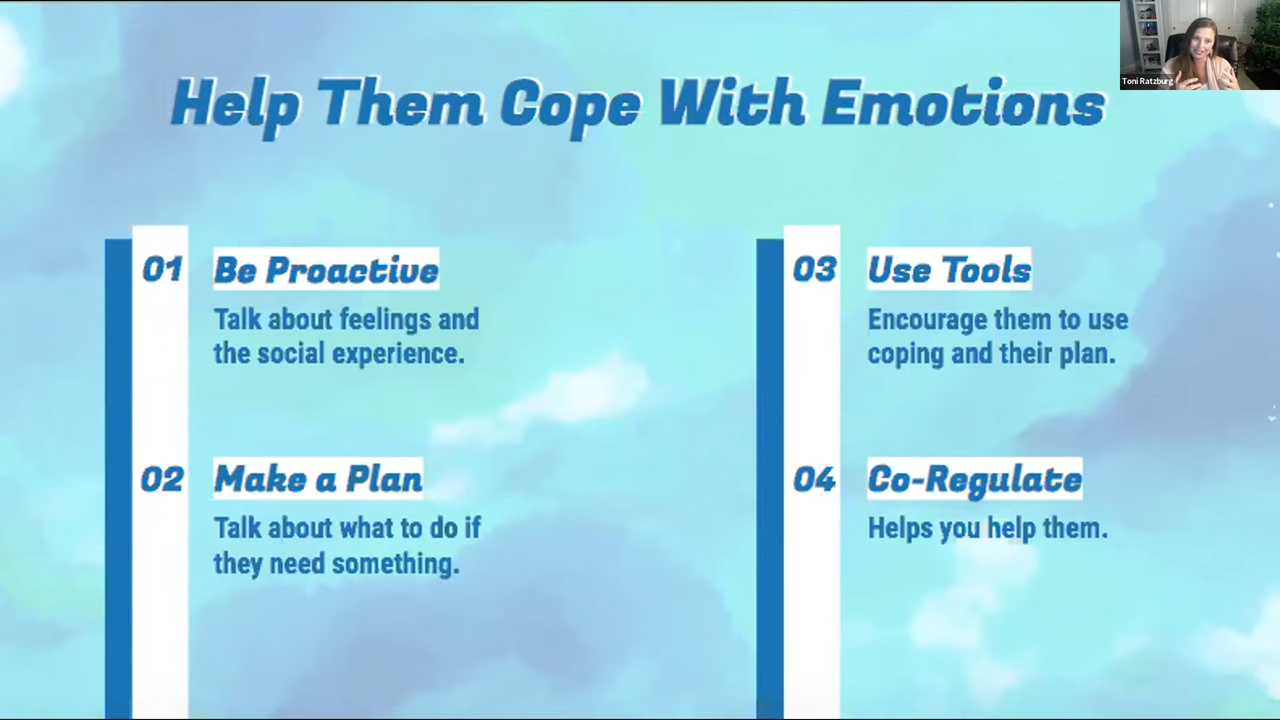 Help Them Cope With Emotions
Toni Ratzburg
01
Be Proactive
Talk about feelings and
the social experience.
02
Make a Plan
Talk about what to do if
they need something.
03
Use Tools
Encourage them to use
coping and their plan.
04
Co-Regulate
Helps you help them.